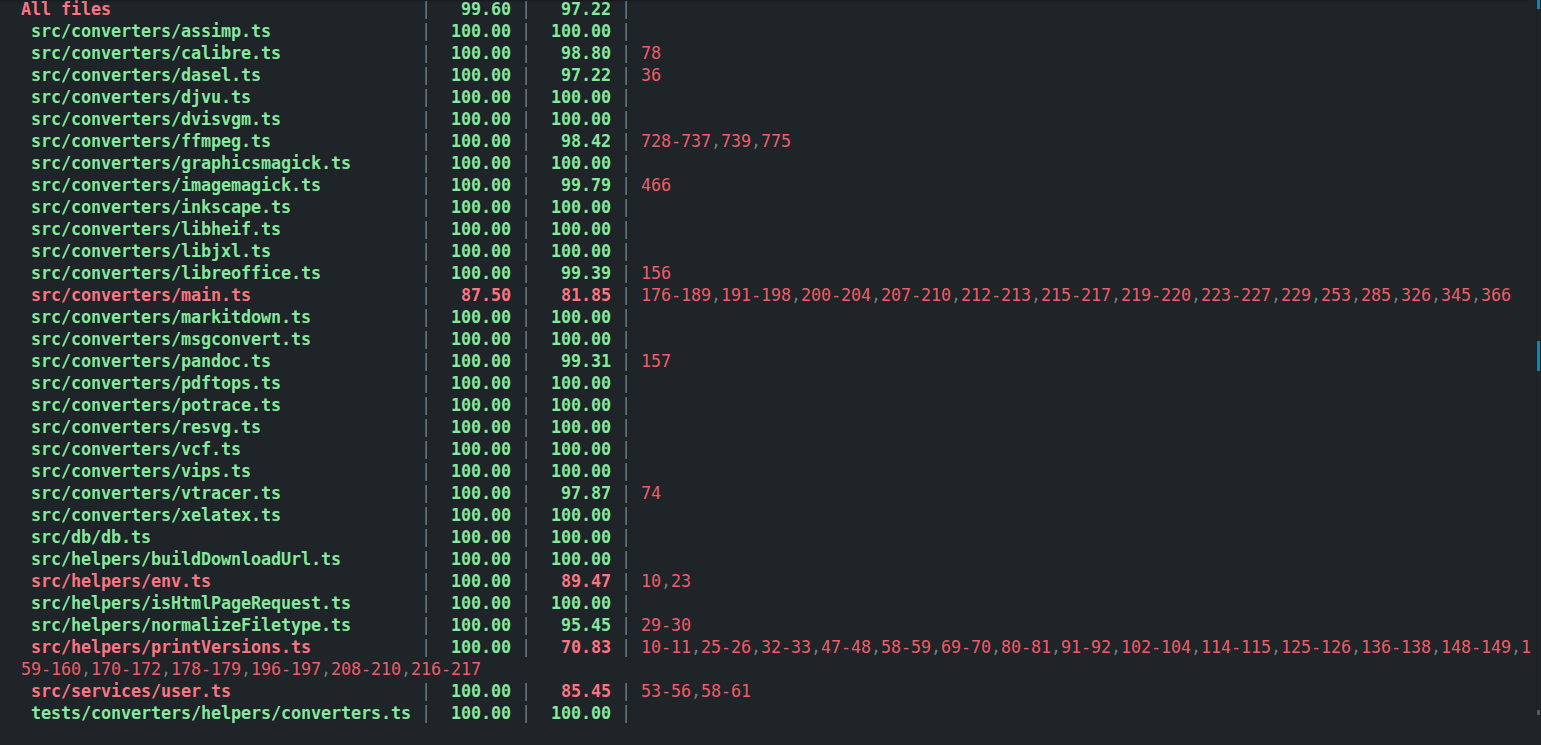 All files | 99.60 | 97.22 |
src/converters/assimp.ts | 100.00 | 100.00 |
src/converters/calibre.ts | 100.00 | 98.80 | 78
src/converters/dasel.ts | 100.00 | 97.22 | 36
src/converters/djvu.ts | 100.00 | 100.00 |
src/converters/dvisvgm.ts | 100.00 | 100.00 |
src/converters/ffmpeg.ts | 100.00 | 98.42 | 728-737,739,775
src/converters/graphicsmagick.ts | 100.00 | 100.00 |
src/converters/imagemagick.ts | 100.00 | 99.79 | 466
src/converters/inkscape.ts | 100.00 | 100.00 |
src/converters/libheif.ts | 100.00 | 100.00 |
src/converters/libjxl.ts | 100.00 | 100.00 |
src/converters/libreoffice.ts | 100.00 | 99.39 | 156
src/converters/main.ts | 87.50 | 81.85 | 176-189,191-198,200-204,207-210,212-213,215-217,219-220,223-227,229,253,285,326,345,366
src/converters/markitdown.ts | 100.00 | 100.00 |
src/converters/msgconvert.ts | 100.00 | 100.00 |
src/converters/pandoc.ts | 100.00 | 99.31 | 157
src/converters/pdftops.ts | 100.00 | 100.00 |
src/converters/potrace.ts | 100.00 | 100.00 |
src/converters/resvg.ts | 100.00 | 100.00 |
src/converters/vcf.ts | 100.00 | 100.00 |
src/converters/vips.ts | 100.00 | 100.00 |
src/converters/vtracer.ts | 100.00 | 97.87 | 74
src/converters/xelatex.ts | 100.00 | 100.00 |
src/db/db.ts | 100.00 | 100.00 |
src/helpers/buildDownloadUrl.ts | 100.00 | 100.00 |
src/helpers/env.ts | 100.00 | 89.47 | 10,23
src/helpers/isHtmlPageRequest.ts | 100.00 | 100.00 |
src/helpers/normalizeFiletype.ts | 100.00 | 95.45 | 29-30
src/helpers/printVersions.ts | 100.00 | 70.83 | 10-11,25-26,32-33,47-48,58-59,69-70,80-81,91-92,102-104,114-115,125-126,136-138,148-149,1
59-160,170-172,178-179,196-197,208-210,216-217
src/services/user.ts | 100.00 | 85.45 | 53-56,58-61
tests/converters/helpers/converters.ts | 100.00 | 100.00 |